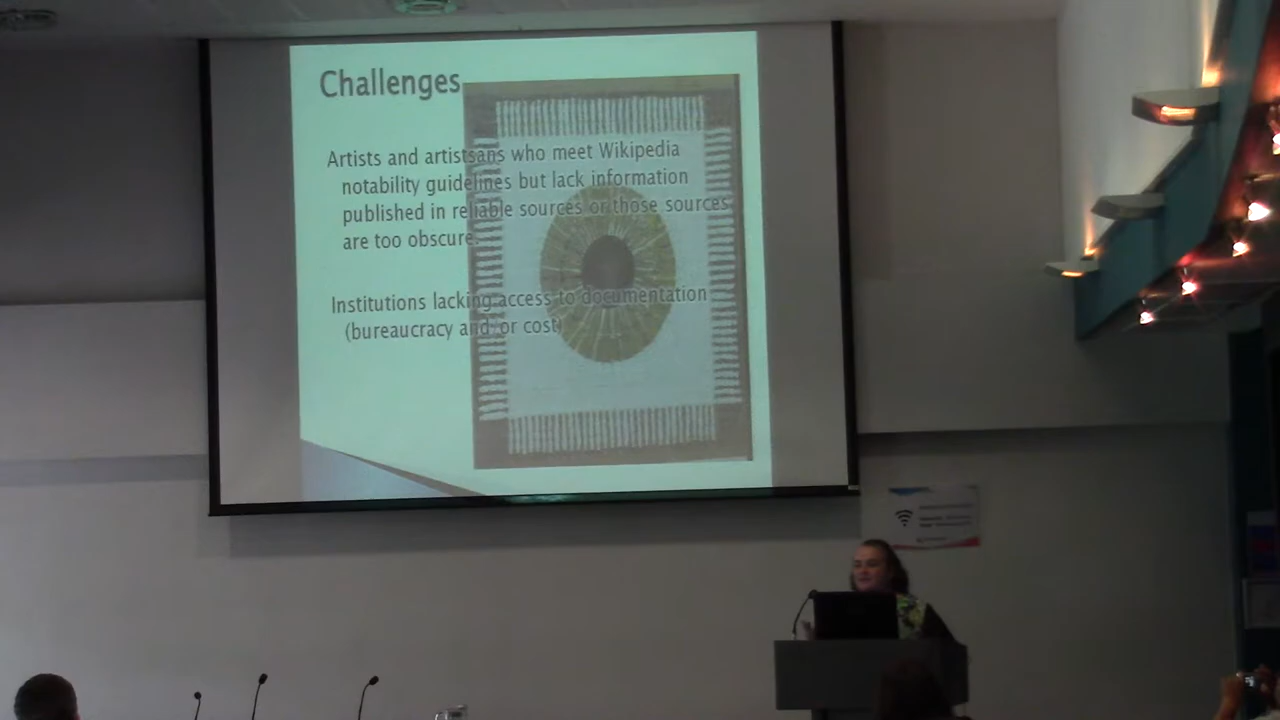 Challenges
Artists and artistsans who meet Wikipedia
notability guidelines but lack information
published in reliable sources or those sources
are too obscure.
Institutions lacking access to documentation
(bureaucracy and/or cost)